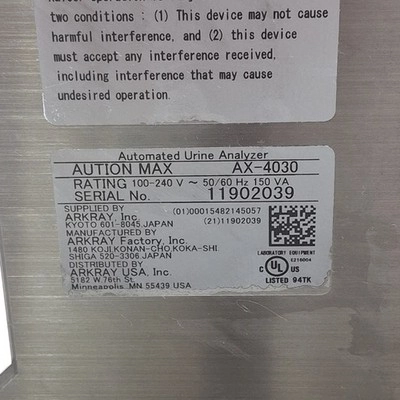 two conditions : (1) This device may not cause
harmful interference, and (2) this device
must accept any interference received,
including interference that may cause
undesired operation.
Automated Urine Analyzer
AUTION MAX AX-4030
RATING 100-240 V ~ 50/60 Hz 150 VA
SERIAL No. 11902039
SUPPLIED BY
ARKRAY, Inc.
KYOTO 601-8045,JAPAN
(01)00015482145057
(21)11902039
MANUFACTURED BY
ARKRAY Factory, Inc.
1480 KOJI,KONAN-CHO,KOKA-SHI
SHIGA 520-3306,JAPAN
DISTRIBUTED BY
ARKRAY USA, Inc.
5182 W.76th St.
Minneapolis, MN 55439 USA
LABORATORY EQUIPMENT
C UL US
LISTED 94TK